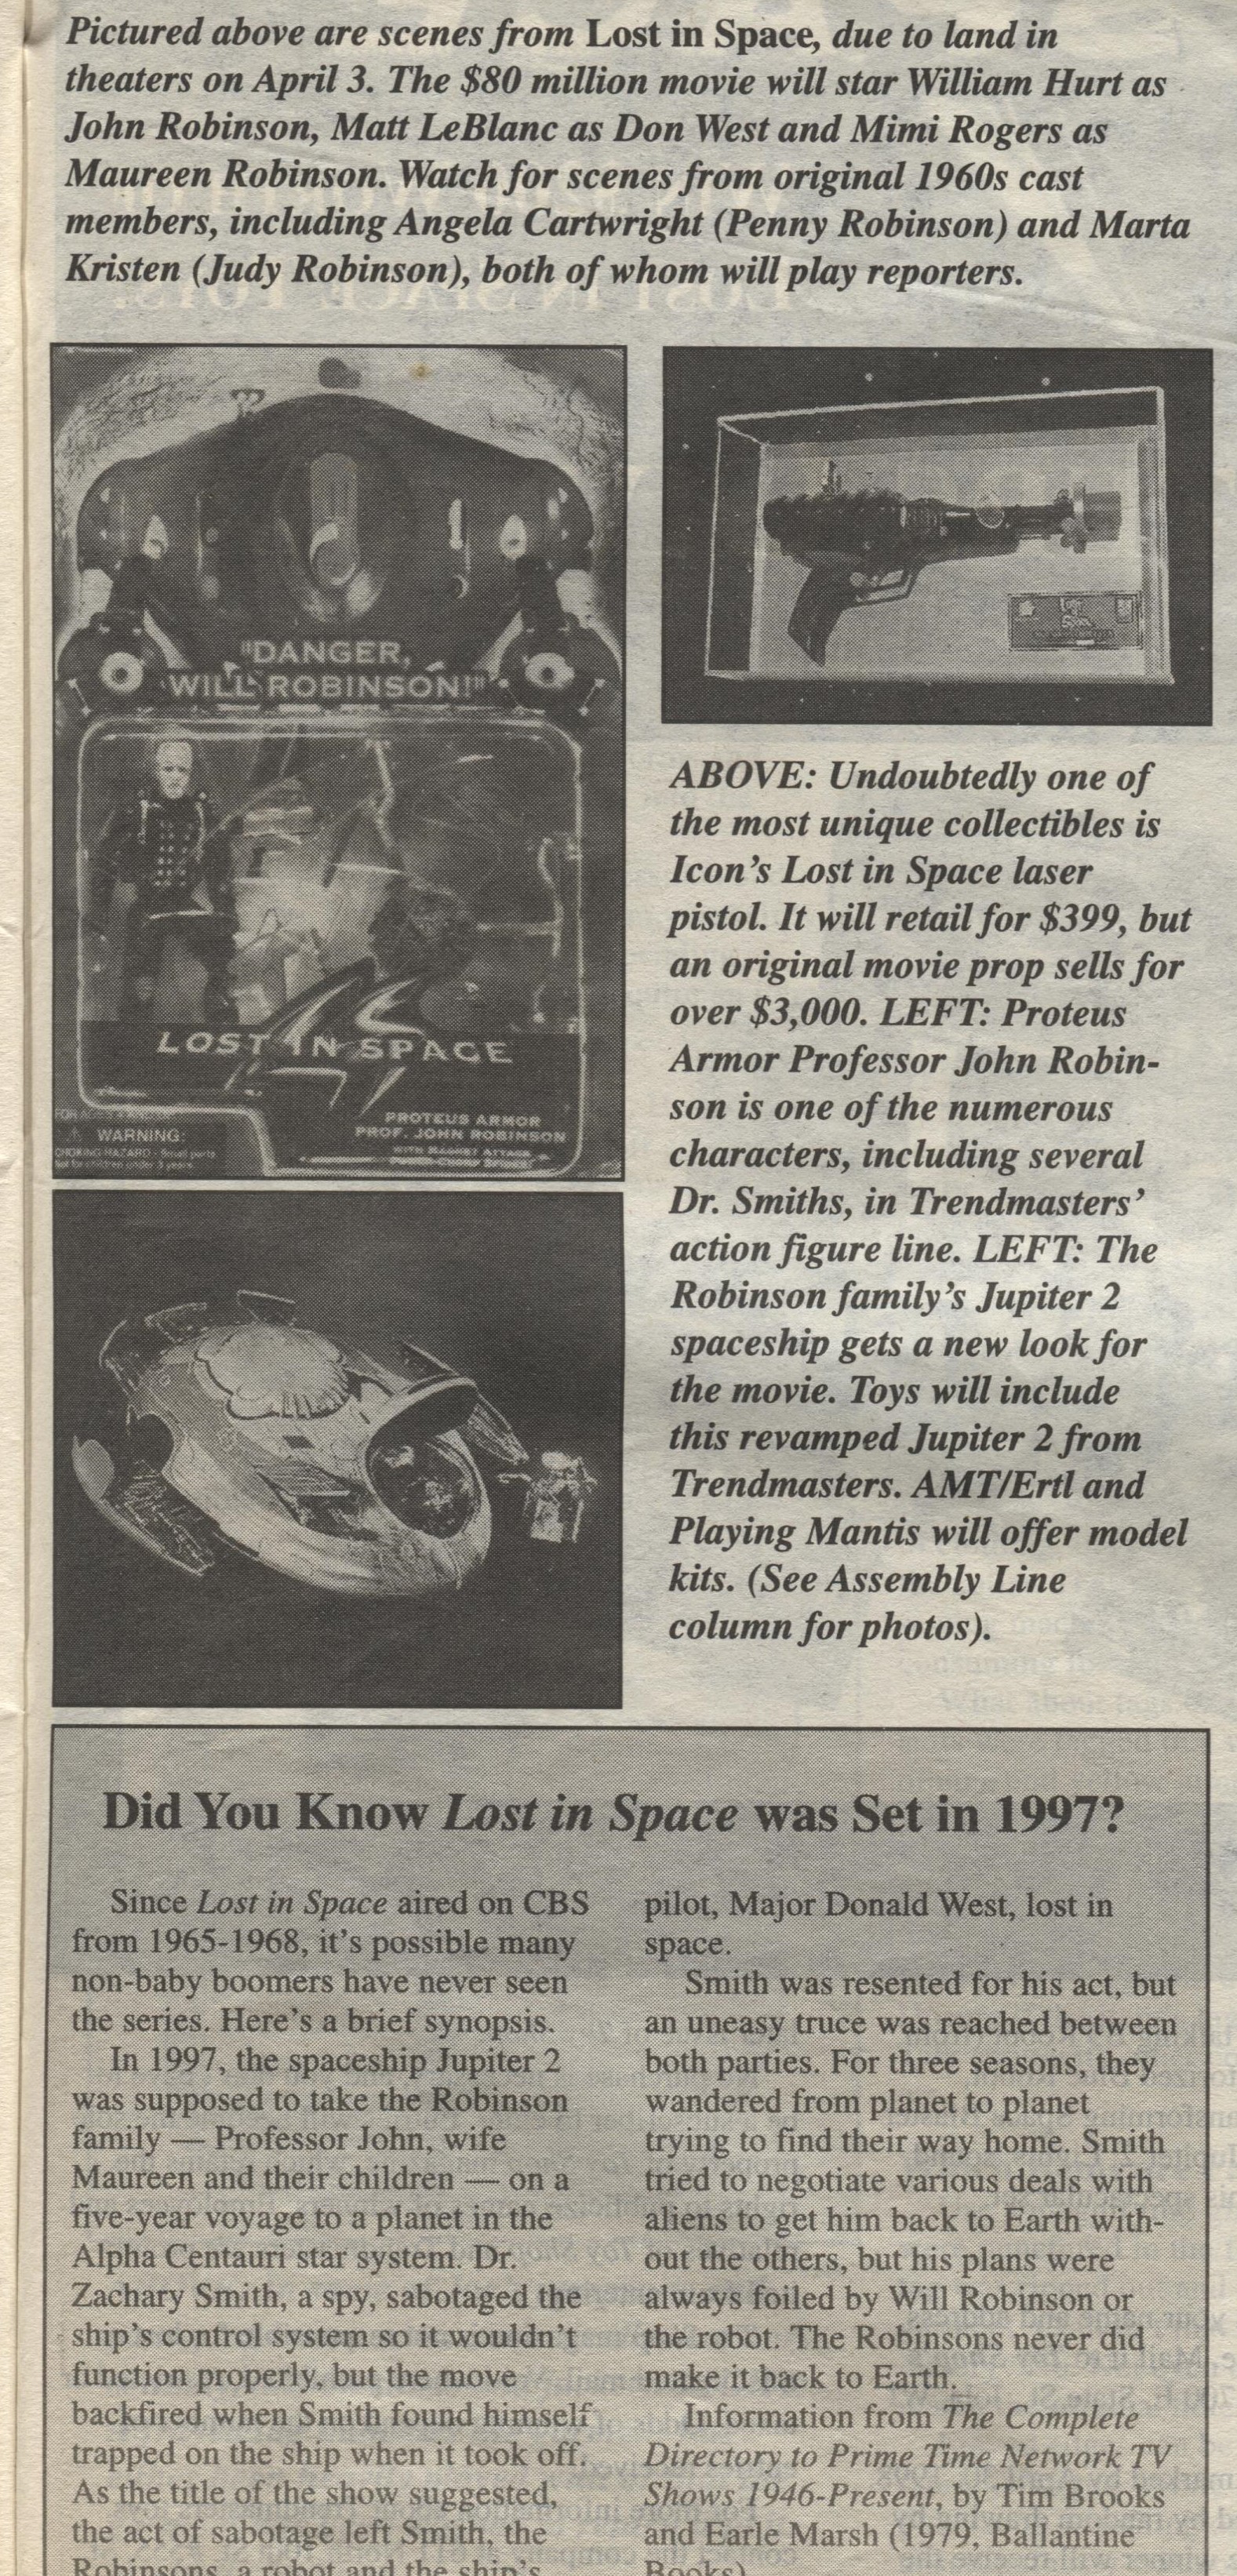 Pictured above are scenes from Lost in Space, due to land in
theaters on April 3. The $80 million movie will star William Hurt as
John Robinson, Matt LeBlanc as Don West and Mimi Rogers as
Maureen Robinson. Watch for scenes from original 1960s cast
members, including Angela Cartwright (Penny Robinson) and Marta
Kristen (Judy Robinson), both of whom will play reporters.
"DANGER,
WILL ROBINSON!"
LOST IN SPACE
PROTEUS ARMOR
PROF. JOHN ROBINSON
WARNING:
CHOKING HAZARD - Small parts
Not for children under 3 years
ABOVE: Undoubtedly one of
the most unique collectibles is
Icon's Lost in Space laser
pistol. It will retail for $399, but
an original movie prop sells for
over $3,000. LEFT: Proteus
Armor Professor John Robin-
son is one of the numerous
characters, including several
Dr. Smiths, in Trendmasters'
action figure line. LEFT: The
Robinson family's Jupiter 2
spaceship gets a new look for
the movie. Toys will include
this revamped Jupiter 2 from
Trendmasters. AMT/Ertl and
Playing Mantis will offer model
kits. (See Assembly Line
column for photos).
Did You Know Lost in Space was Set in 1997?
Since Lost in Space aired on CBS
from 1965-1968, it's possible many
non-baby boomers have never seen
the series. Here's a brief synopsis.
In 1997, the spaceship Jupiter 2
was supposed to take the Robinson
family — Professor John, wife
Maureen and their children — on a
five-year voyage to a planet in the
Alpha Centauri star system. Dr.
Zachary Smith, a spy, sabotaged the
ship's control system so it wouldn't
function properly, but the move
backfired when Smith found himself
trapped on the ship when it took off.
As the title of the show suggested,
the act of sabotage left Smith, the
Robinsons, a robot and the ship's
pilot, Major Donald West, lost in
space.
Smith was resented for his act, but
an uneasy truce was reached between
both parties. For three seasons, they
wandered from planet to planet
trying to find their way home. Smith
tried to negotiate various deals with
aliens to get him back to Earth with-
out the others, but his plans were
always foiled by Will Robinson or
the robot. The Robinsons never did
make it back to Earth.
Information from The Complete
Directory to Prime Time Network TV
Shows 1946-Present, by Tim Brooks
and Earle Marsh (1979, Ballantine
Books)